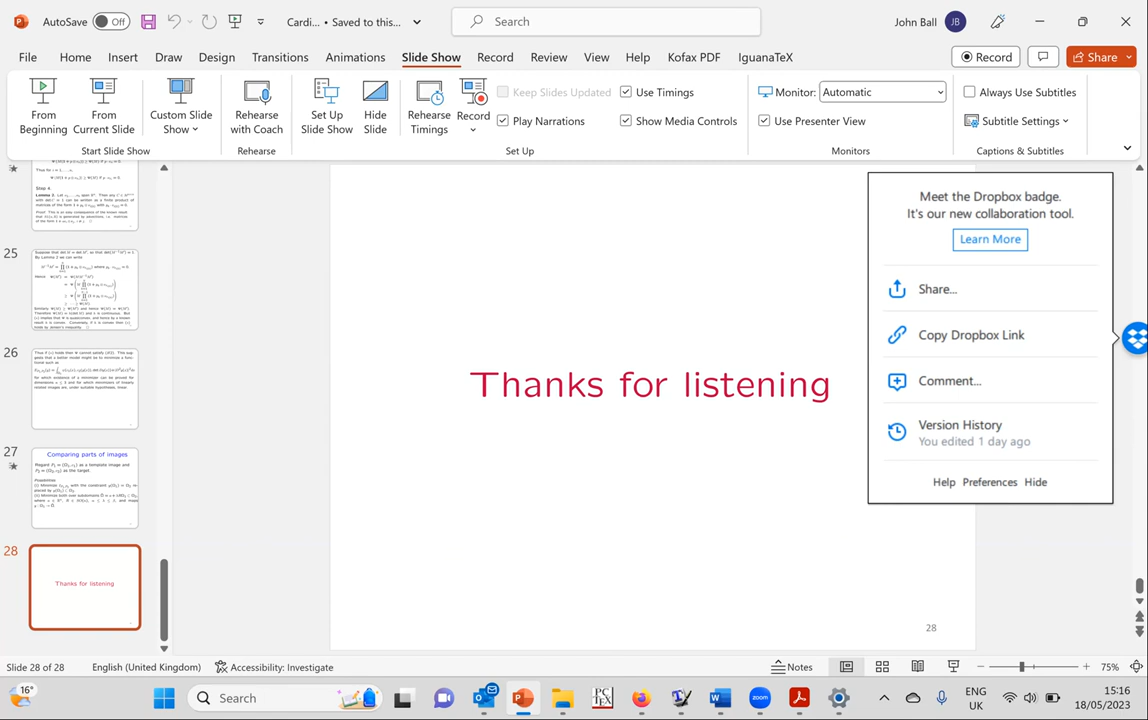 AutoSave Off Cardi... • Saved to this... Search John Ball JB
File Home Insert Draw Design Transitions Animations Slide Show Record Review View Help Kofax PDF IguanaTeX Record Share
From Beginning
From Current Slide
Custom Slide Show
Start Slide Show
Rehearse with Coach
Rehearse
Set Up Slide Show
Hide Slide
Rehearse Timings
Record
Keep Slides Updated
Play Narrations
Use Timings
Show Media Controls
Set Up
Monitor: Automatic
Use Presenter View
Monitors
Always Use Subtitles
Subtitle Settings
Captions & Subtitles
25
26
27
Comparing parts of images
28
Thanks for listening
Thanks for listening
28
Meet the Dropbox badge.
It's our new collaboration tool.
Learn More
Share...
Copy Dropbox Link
Comment...
Version History
You edited 1 day ago
Help Preferences Hide
Slide 28 of 28 English (United Kingdom) Accessibility: Investigate Notes 75%
16° Search PCTEX zoom ENG
UK
15:16
18/05/2023